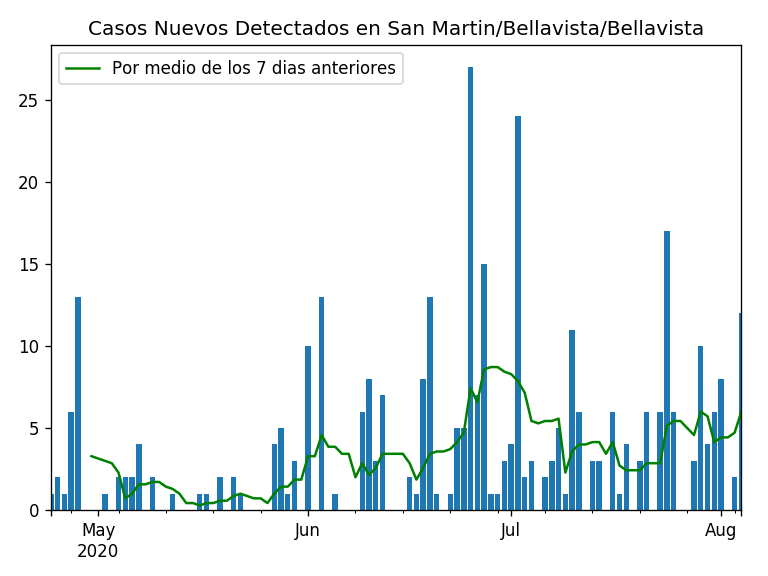 Casos Nuevos Detectados en San Martin/Bellavista/Bellavista
Por medio de los 7 dias anteriores
25
20
15
10
5
0
May
2020
Jun
Jul
Aug